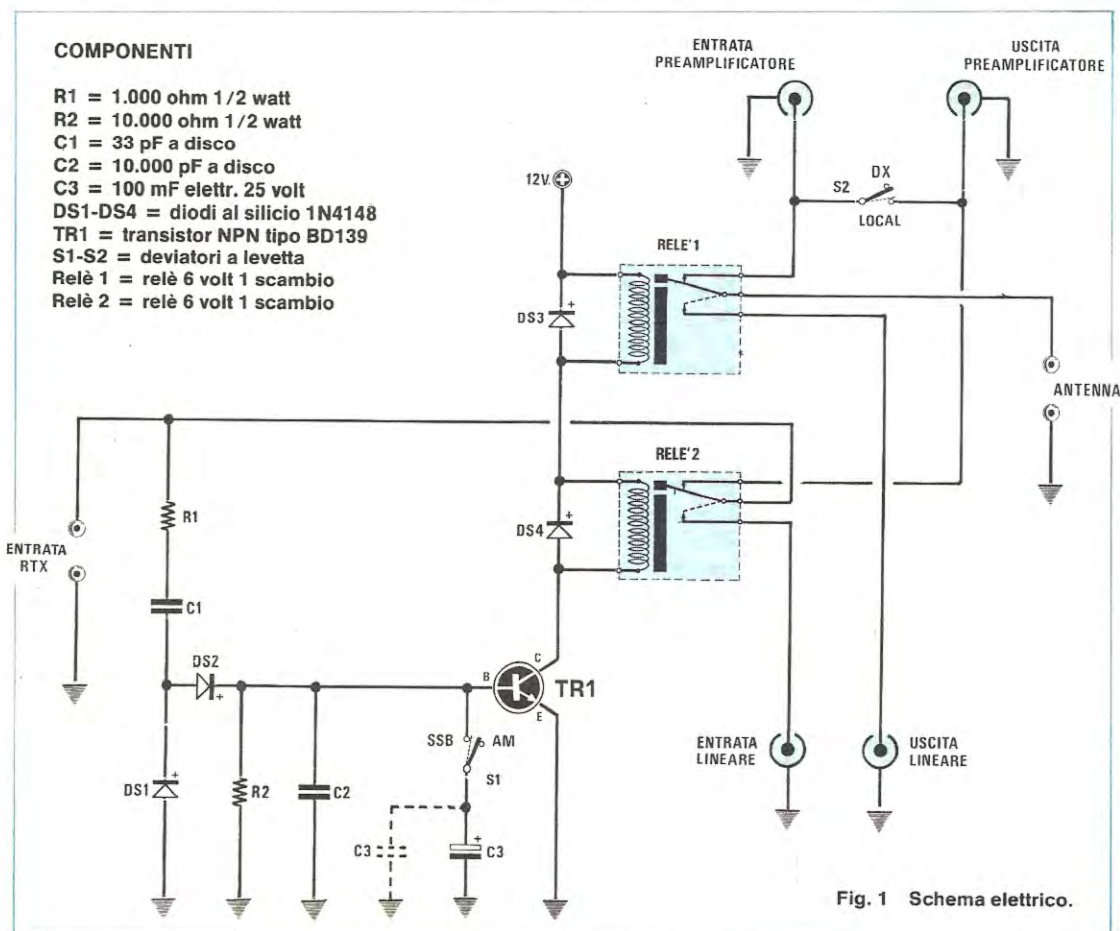 COMPONENTI
R1 = 1.000 ohm 1/2 watt
R2 = 10.000 ohm 1/2 watt
C1 = 33 pF a disco
C2 = 10.000 pF a disco
C3 = 100 mF elettr. 25 volt
DS1-DS4 = diodi al silicio 1N4148
TR1 = transistor NPN tipo BD139
S1-S2 = deviatori a levetta
Relè 1 = relè 6 volt 1 scambio
Relè 2 = relè 6 volt 1 scambio
ENTRATA
PREAMPLIFICATORE
USCITA
PREAMPLIFICATORE
12V.
S2
DX
LOCAL
RELE'1
DS3
+
ANTENNA
RELE'2
DS4
+
R1
ENTRATA
RTX
C1
DS2
+
B
C
E
TR1
SSB
AM
S1
DS1
+
R2
C2
C3
+
C3
ENTRATA
LINEARE
USCITA
LINEARE
Fig. 1 Schema elettrico.